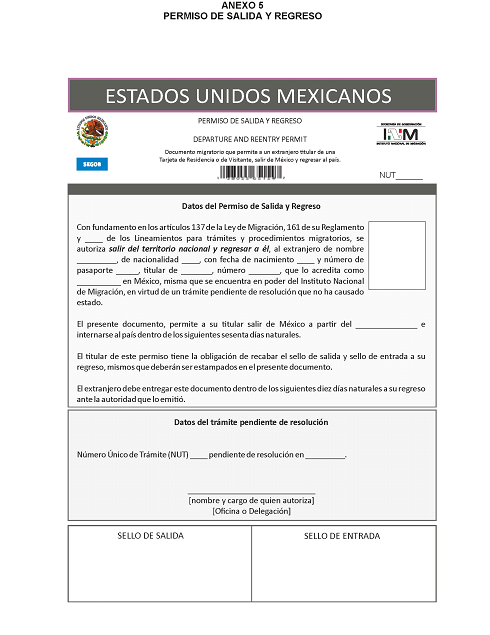 ANEXO 5
PERMISO DE SALIDA Y REGRESO
ESTADOS UNIDOS MEXICANOS
PERMISO DE SALIDA Y REGRESO
DEPARTURE AND REENTRY PERMIT
Documento migratorio que permite a un extranjero titular de una
Tarjeta de Residencia o de Visitante, salir de México y regresar al país.
SEGOB
SECRETARÍA DE GOBERNACIÓN
INM
INSTITUTO NACIONAL DE MIGRACIÓN
NUT______
Datos del Permiso de Salida y Regreso
Con fundamento en los artículos 137 de la Ley de Migración, 161 de su Reglamento
y ____ de los Lineamientos para trámites y procedimientos migratorios, se
autoriza salir del territorio nacional y regresar a él, al extranjero de nombre
_________, de nacionalidad ____, con fecha de nacimiento ____ y número de
pasaporte _____, titular de _______, número ________, que lo acredita como
__________ en México, misma que se encuentra en poder del Instituto Nacional
de Migración, en virtud de un trámite pendiente de resolución que no ha causado
estado.
El presente documento, permite a su titular salir de México a partir del ______________ e
internarse al país dentro de los siguientes sesenta días naturales.
El titular de este permiso tiene la obligación de recabar el sello de salida y sello de entrada a su
regreso, mismos que deberán ser estampados en el presente documento.
El extranjero debe entregar este documento dentro de los siguientes diez días naturales a su regreso
ante la autoridad que lo emitió.
Datos del trámite pendiente de resolución
Número Único de Trámite (NUT) ____ pendiente de resolución en _________.
[nombre y cargo de quien autoriza]
[Oficina o Delegación]
SELLO DE SALIDA
SELLO DE ENTRADA